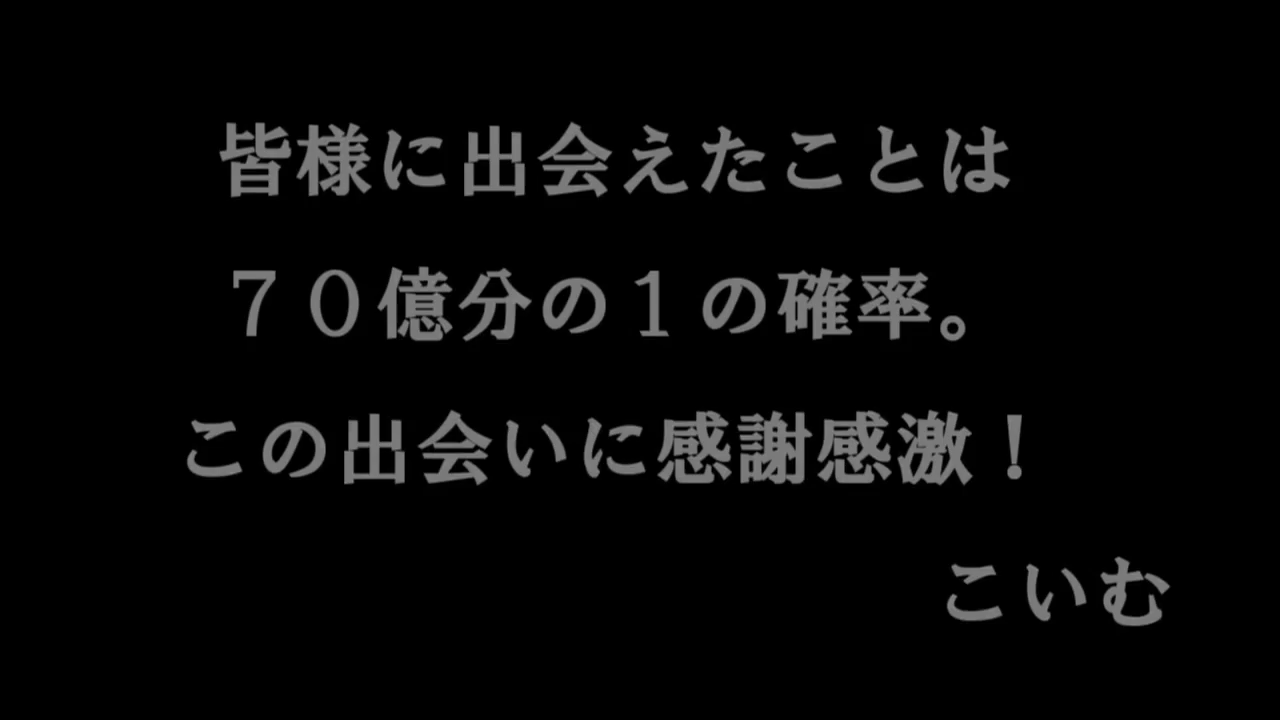 皆様に出会えたことは
７０億分の１の確率。
この出会いに感謝感激！
こいむ